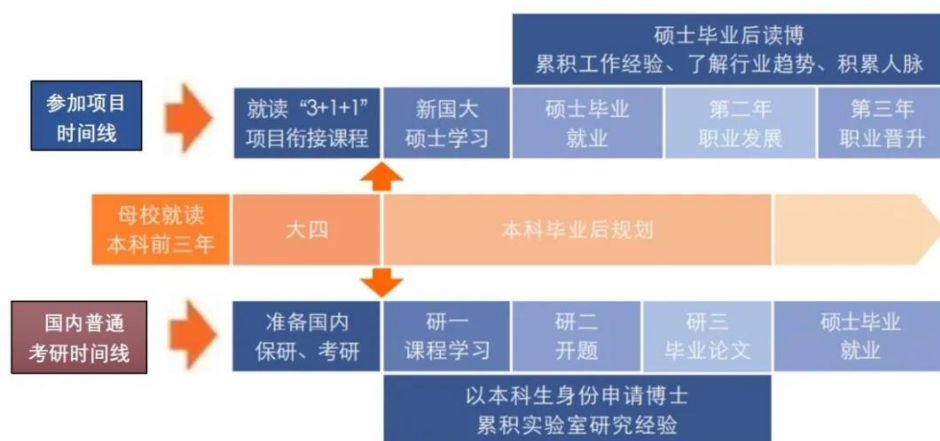 硕士毕业后读博
累积工作经验、了解行业趋势、积累人脉
参加项目
时间线
就读“3+1+1”
项目衔接课程
新国大
硕士学习
硕士毕业
就业
第二年
职业发展
第三年
职业晋升
母校就读
本科前三年
大四
本科毕业后规划
国内普通
考研时间线
准备国内
保研、考研
研一
课程学习
研二
开题
研三
毕业论文
硕士毕业
就业
以本科生身份申请博士
累积实验室研究经验